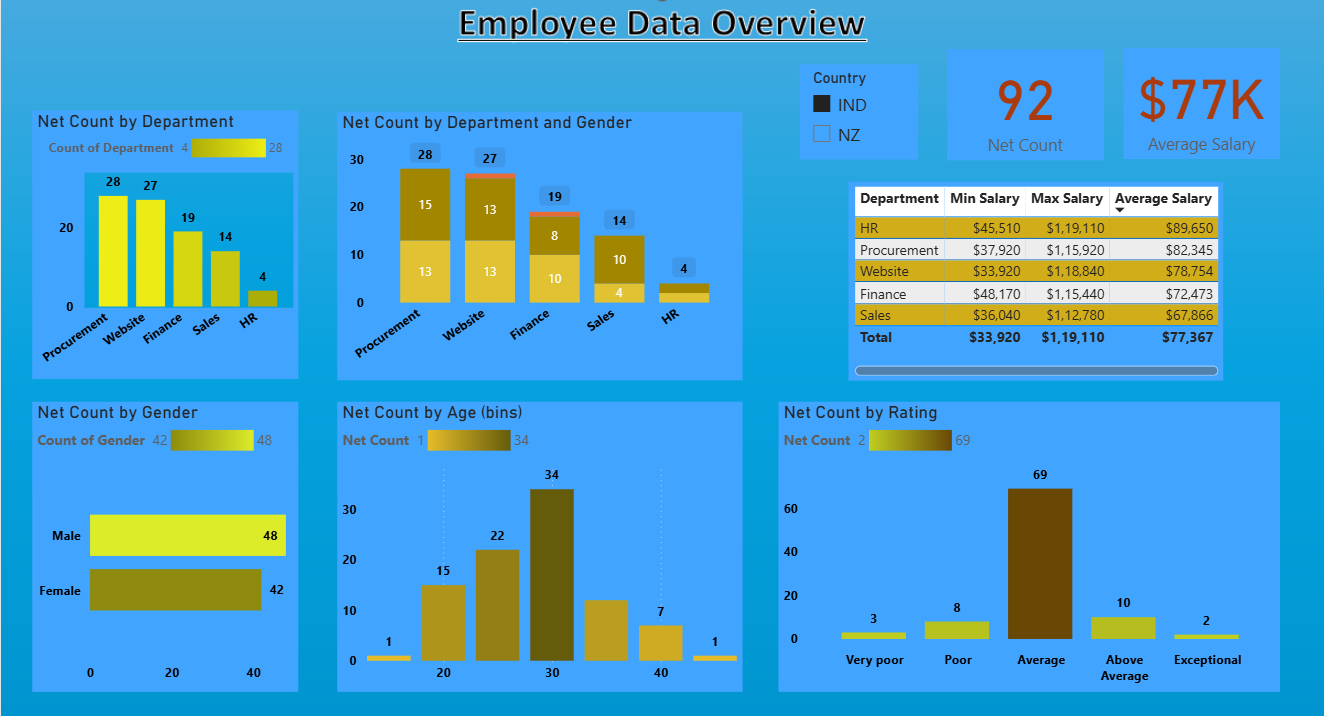 Employee Data Overview
Country
IND
NZ
92
Net Count
$77K
Average Salary
Net Count by Department
Count of Department 4 28
28
27
19
14
4
20
0
Procurement
Website
Finance
Sales
HR
Net Count by Department and Gender
30
20
10
0
28
27
19
14
4
15
13
8
10
13
13
10
4
Procurement
Website
Finance
Sales
HR
Department Min Salary Max Salary Average Salary
HR $45,510 $1,19,110 $89,650
Procurement $37,920 $1,15,920 $82,345
Website $33,920 $1,18,840 $78,754
Finance $48,170 $1,15,440 $72,473
Sales $36,040 $1,12,780 $67,866
Total $33,920 $1,19,110 $77,367
Net Count by Gender
Count of Gender 42 48
Male 48
Female 42
0 20 40
Net Count by Age (bins)
Net Count 1 34
30
20
10
0
1
15
22
34
7
1
20 30 40
Net Count by Rating
Net Count 2 69
60
40
20
0
3
8
69
10
2
Very poor
Poor
Average
Above
Average
Exceptional